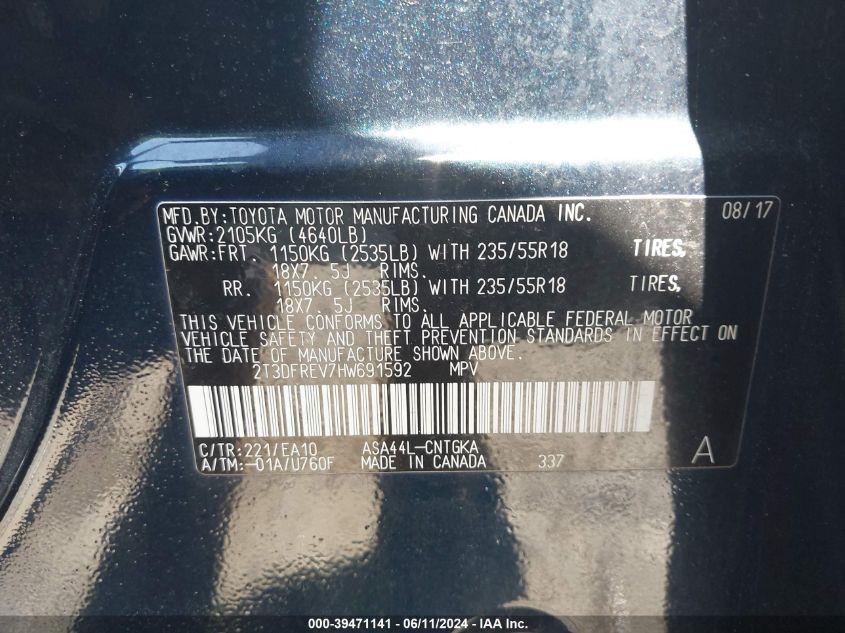 MFD.BY:TOYOTA MOTOR MANUFACTURING CANADA INC. 08/17
GVWR:2105KG (4640LB)
GAWR:FRT. 1150KG (2535LB) WITH 235/55R18 TIRES,
18X7. 5J RIMS.
RR. 1150KG (2535LB) WITH 235/55R18 TIRES,
18X7. 5J RIMS.
THIS VEHICLE CONFORMS TO ALL APPLICABLE FEDERAL MOTOR
VEHICLE SAFETY AND THEFT PREVENTION STANDARDS IN EFFECT ON
THE DATE OF MANUFACTURE SHOWN ABOVE.
2T3DFREV7HW691592 MPV
C/TR:221/EA10 ASA44L-CNTGKA
A/TM:-01A/U760F MADE IN CANADA 337 A
000-39471141 - 06/11/2024 - IAA Inc.